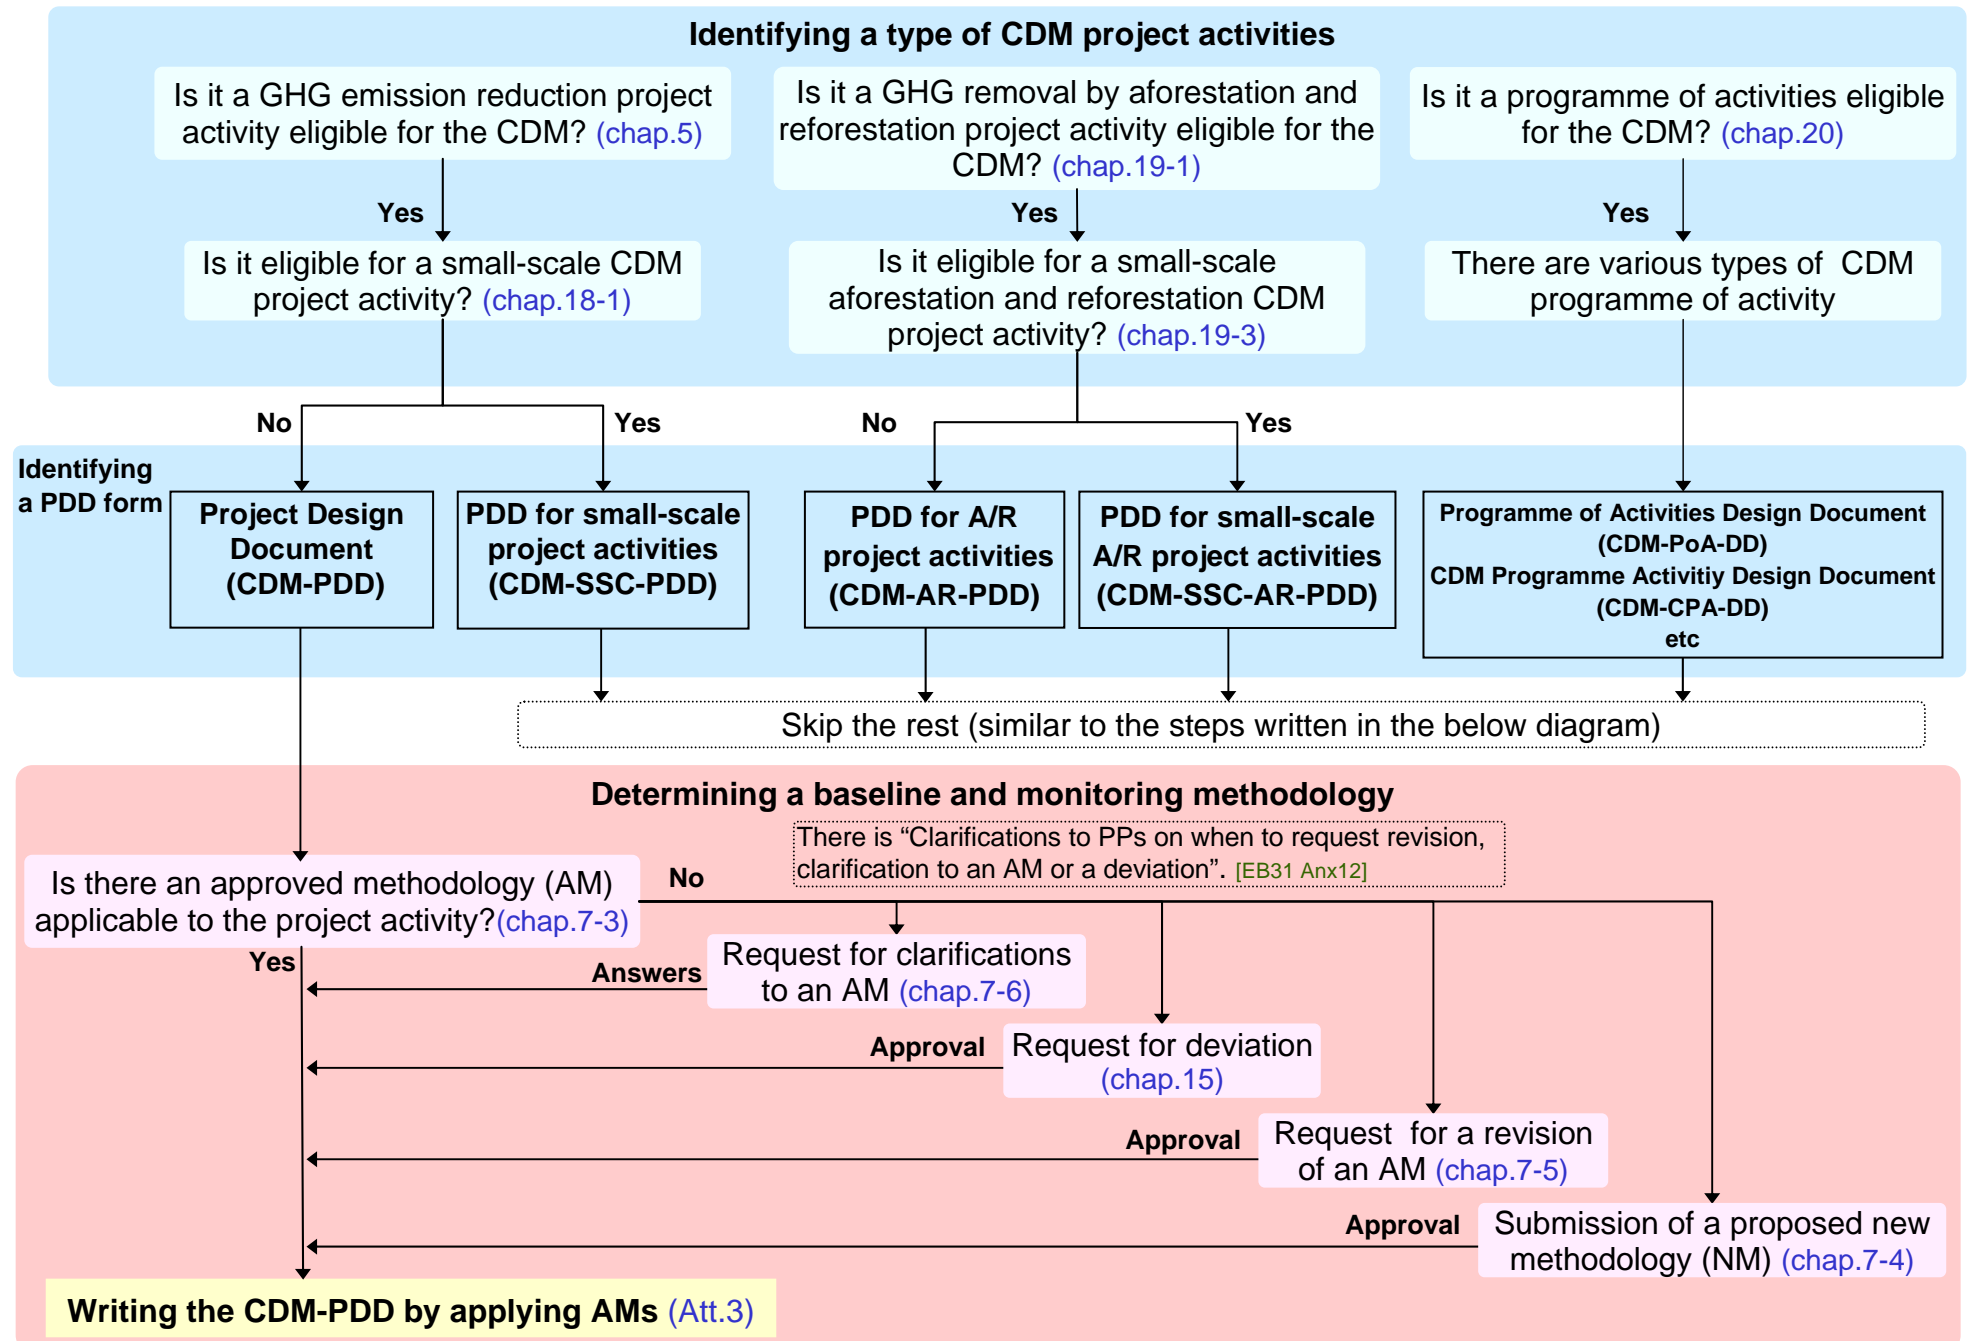 Identifying a type of CDM project activities
Is it a GHG emission reduction project
activity eligible for the CDM? (chap.5)
Is it a GHG removal by aforestation and
reforestation project activity eligible for the
CDM? (chap.19-1)
Is it a programme of activities eligible
for the CDM? (chap.20)
Yes
Yes
Yes
Is it eligible for a small-scale CDM
project activity? (chap.18-1)
Is it eligible for a small-scale
aforestation and reforestation CDM
project activity? (chap.19-3)
There are various types of CDM
programme of activity
No
Yes
No
Yes
Identifying
a PDD form
Project Design
Document
(CDM-PDD)
PDD for small-scale
project activities
(CDM-SSC-PDD)
PDD for A/R
project activities
(CDM-AR-PDD)
PDD for small-scale
A/R project activities
(CDM-SSC-AR-PDD)
Programme of Activities Design Document
(CDM-PoA-DD)
CDM Programme Activitiy Design Document
(CDM-CPA-DD)
etc
Skip the rest (similar to the steps written in the below diagram)
Determining a baseline and monitoring methodology
There is “Clarifications to PPs on when to request revision,
clarification to an AM or a deviation”. [EB31 Anx12]
Is there an approved methodology (AM)
applicable to the project activity?(chap.7-3)
No
Yes
Answers
Request for clarifications
to an AM (chap.7-6)
Approval
Request for deviation
(chap.15)
Approval
Request for a revision
of an AM (chap.7-5)
Approval
Submission of a proposed new
methodology (NM) (chap.7-4)
Writing the CDM-PDD by applying AMs (Att.3)